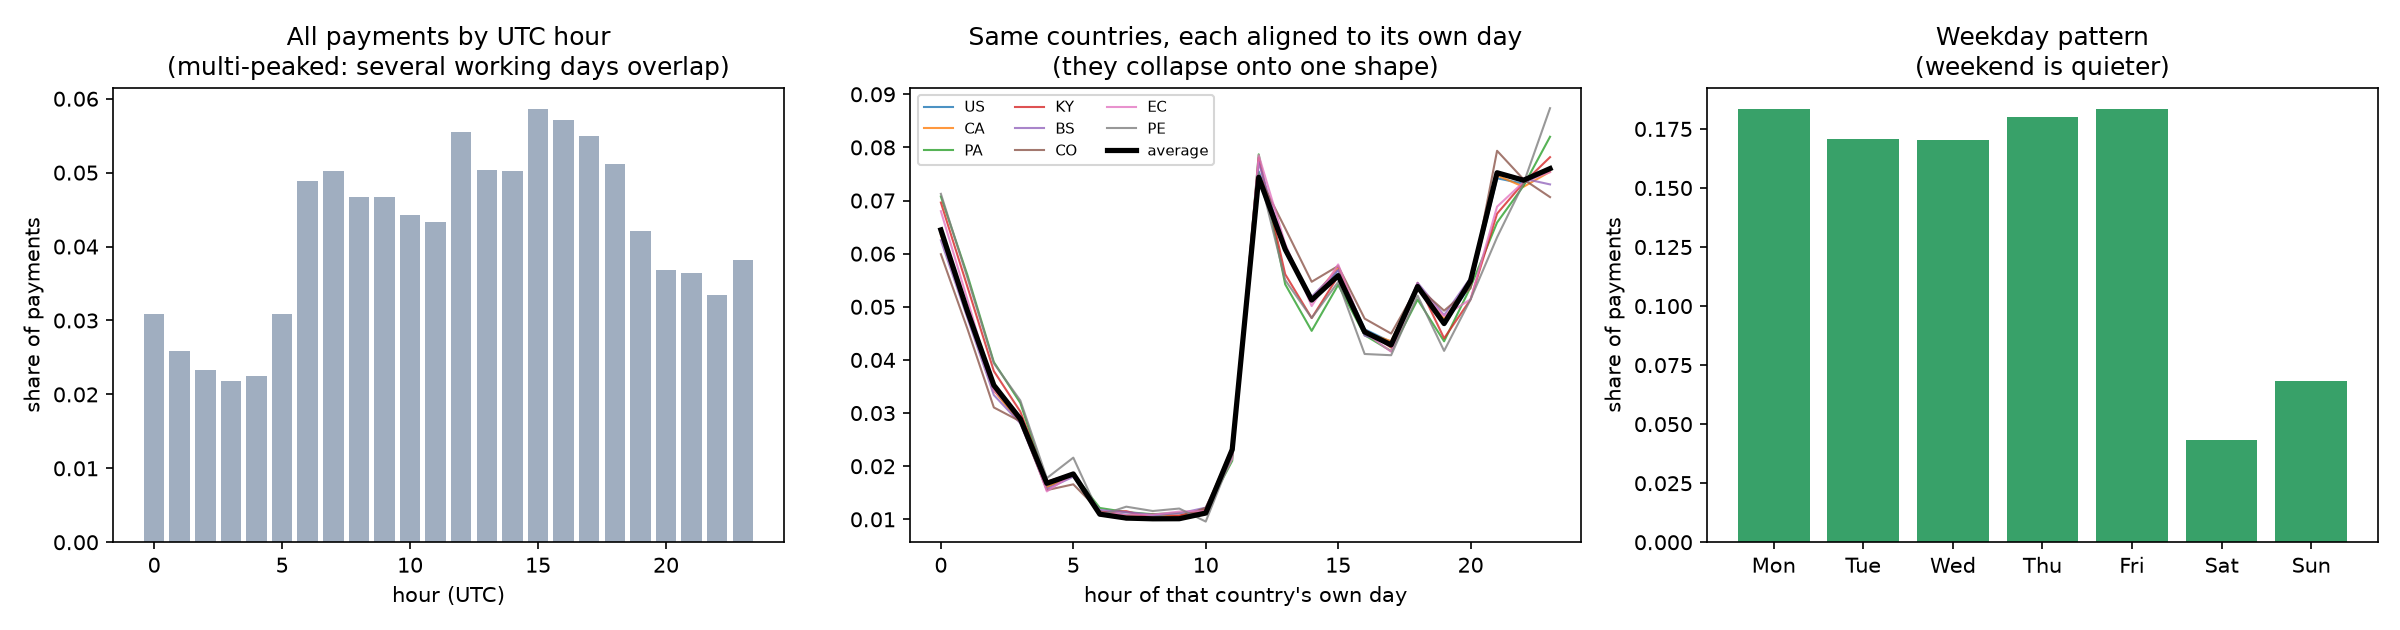 All payments by UTC hour
(multi-peaked: several working days overlap)
share of payments
0.06
0.05
0.04
0.03
0.02
0.01
0.00
0 5 10 15 20
hour (UTC)
Same countries, each aligned to its own day
(they collapse onto one shape)
0.09
0.08
0.07
0.06
0.05
0.04
0.03
0.02
0.01
US KY EC
CA BS PE
PA CO average
0 5 10 15 20
hour of that country's own day
Weekday pattern
(weekend is quieter)
share of payments
0.175
0.150
0.125
0.100
0.075
0.050
0.025
0.000
Mon Tue Wed Thu Fri Sat Sun